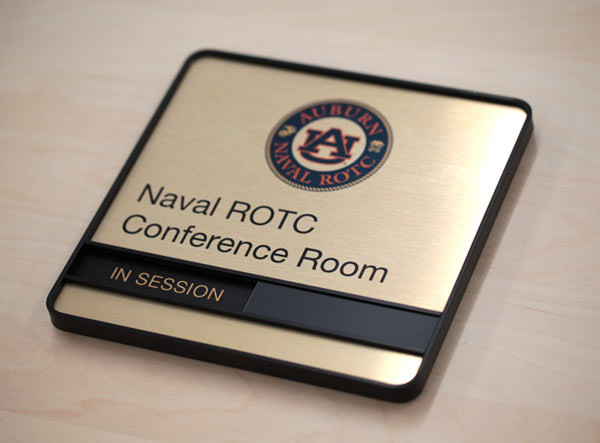 AUBURN
AU
NAVAL ROTC
Naval ROTC
Conference Room
IN SESSION